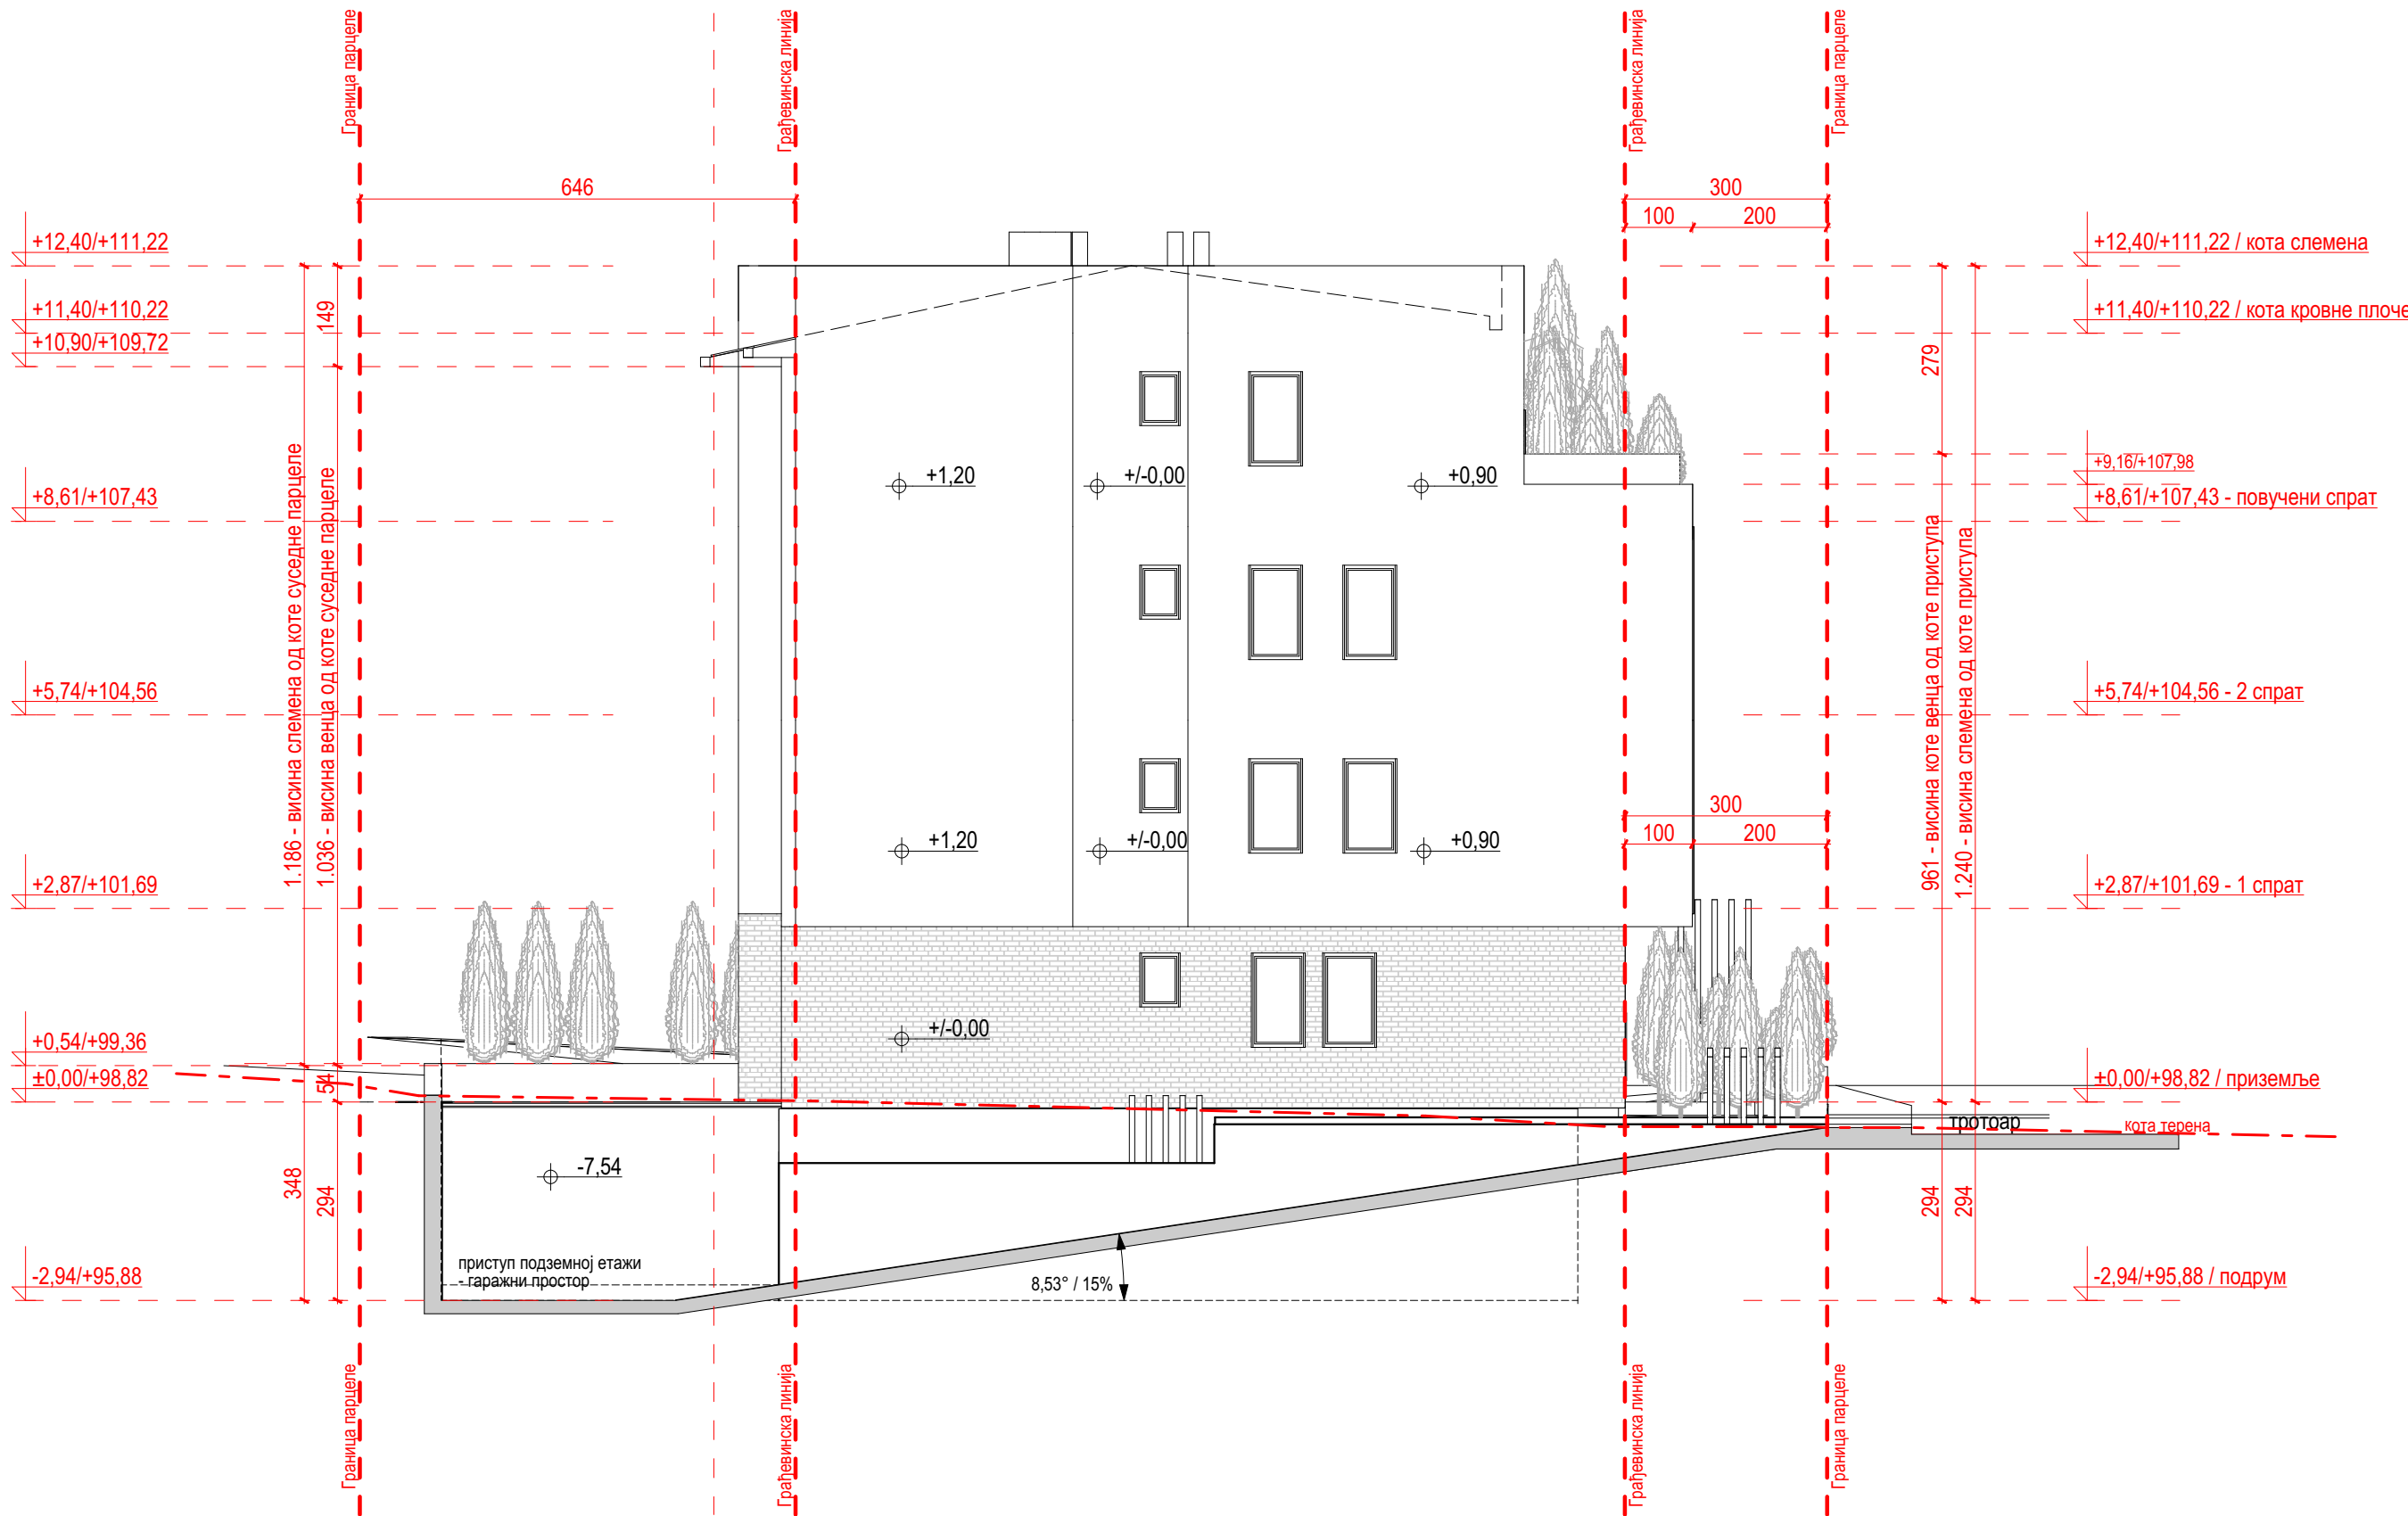 Граница парцеле
Грађевинска линија
Грађевинска линија
Граница парцеле
646
300
100
200
+12,40/+111,22
+11,40/+110,22
+10,90/+109,72
+8,61/+107,43
+5,74/+104,56
+2,87/+101,69
+0,54/+99,36
±0,00/+98,82
-2,94/+95,88
149
1.186 - висина слемена од коте суседне парцеле
1.036 - висина венца од коте суседне парцеле
54
348
294
+1,20
+/-0,00
+0,90
+1,20
+/-0,00
+0,90
+/-0,00
-7,54
приступ подземној етажи
- гаражни простор
8,53° / 15%
300
100
200
279
961 - висина коте венца од коте приступа
1.240 - висина слемена од коте приступа
294
294
+12,40/+111,22 / кота слемена
+11,40/+110,22 / кота кровне плоче
+9,16/+107,98
+8,61/+107,43 - повучени спрат
+5,74/+104,56 - 2 спрат
+2,87/+101,69 - 1 спрат
±0,00/+98,82 / приземље
тротоар
кота терена
-2,94/+95,88 / подрум
Граница парцеле
Грађевинска линија
Грађевинска линија
Граница парцеле